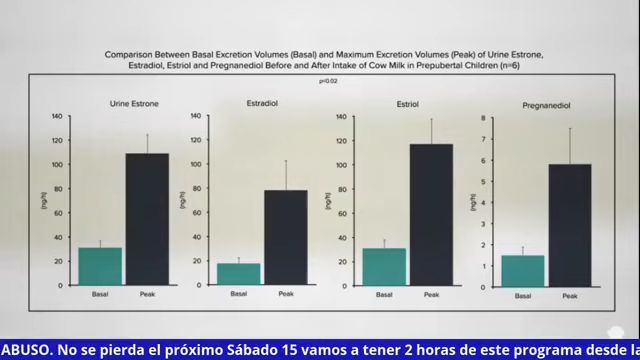 Comparison Between Basal Excretion Volumes (Basal) and Maximum Excretion Volumes (Peak) of Urine Estrone,
Estradiol, Estriol and Pregnanediol Before and After Intake of Cow Milk in Prepubertal Children (n=6)
p<0.02
Urine Estrone
140
120
100
80
60
40
20
0
(ng/h)
Basal Peak
Estradiol
140
120
100
80
60
40
20
0
(ng/h)
Basal Peak
Estriol
140
120
100
80
60
40
20
0
(ng/h)
Basal Peak
Pregnanediol
8
7
6
5
4
3
2
1
0
(ng/h)
Basal Peak
ABUSO. No se pierda el próximo Sábado 15 vamos a tener 2 horas de este programa desde la